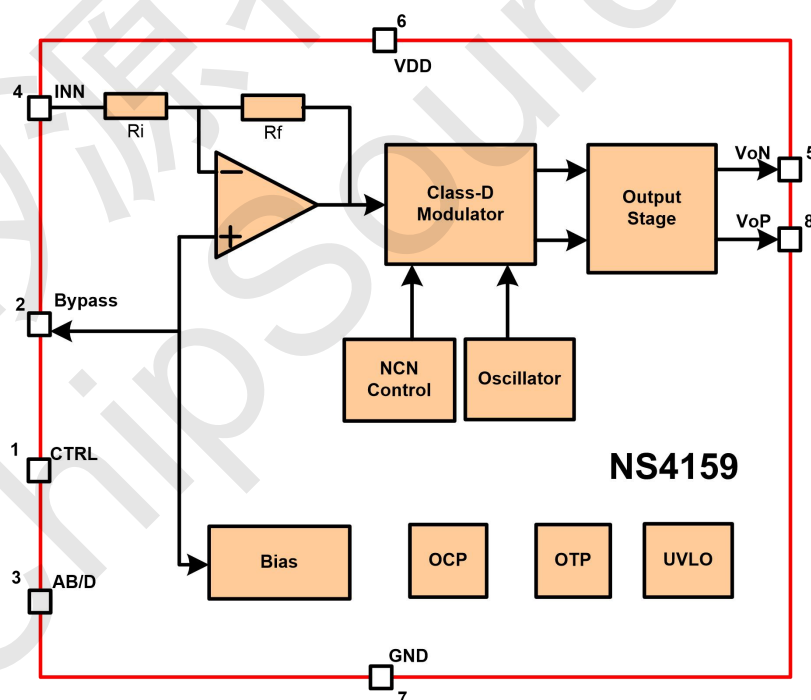 6
VDD
4
INN
Ri
Rf
Class-D
Modulator
Output
Stage
VoN
5
VoP
8
2
Bypass
NCN
Control
Oscillator
1
CTRL
NS4159
3
AB/D
Bias
OCP
OTP
UVLO
GND
7
ChipSource